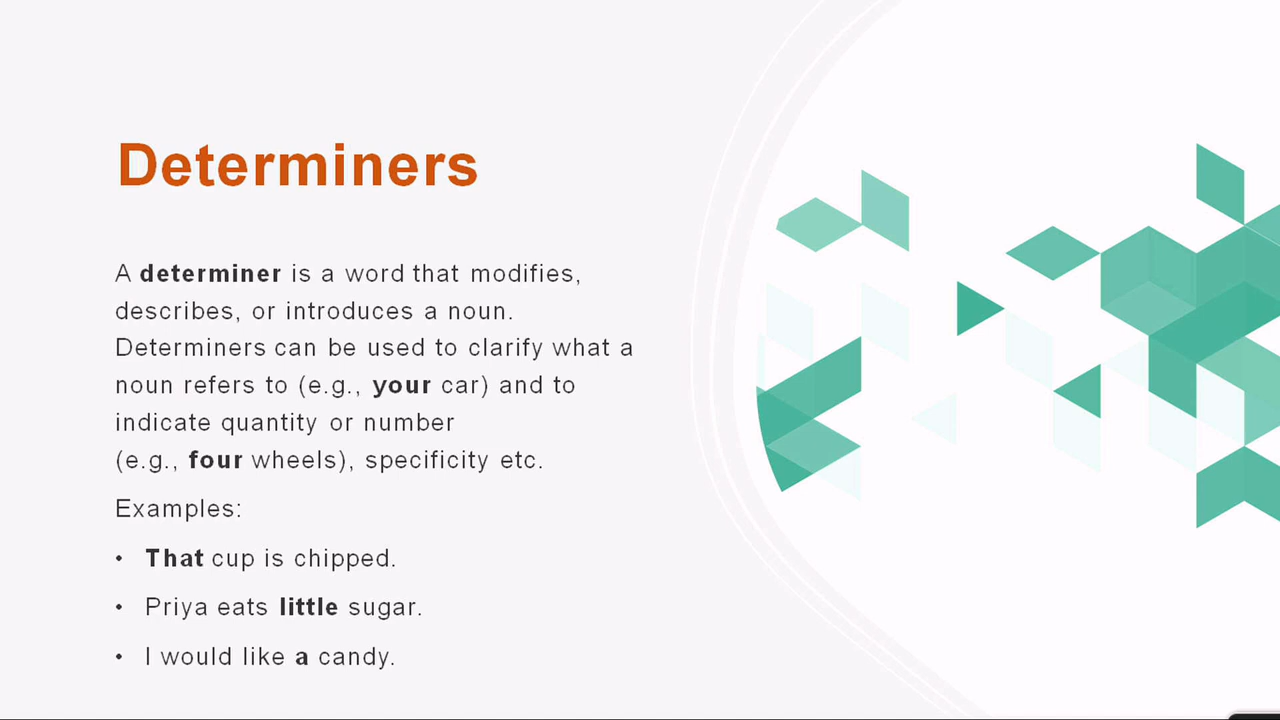 Determiners
A determiner is a word that modifies,
describes, or introduces a noun.
Determiners can be used to clarify what a
noun refers to (e.g., your car) and to
indicate quantity or number
(e.g., four wheels), specificity etc.
Examples:
• That cup is chipped.
• Priya eats little sugar.
• I would like a candy.